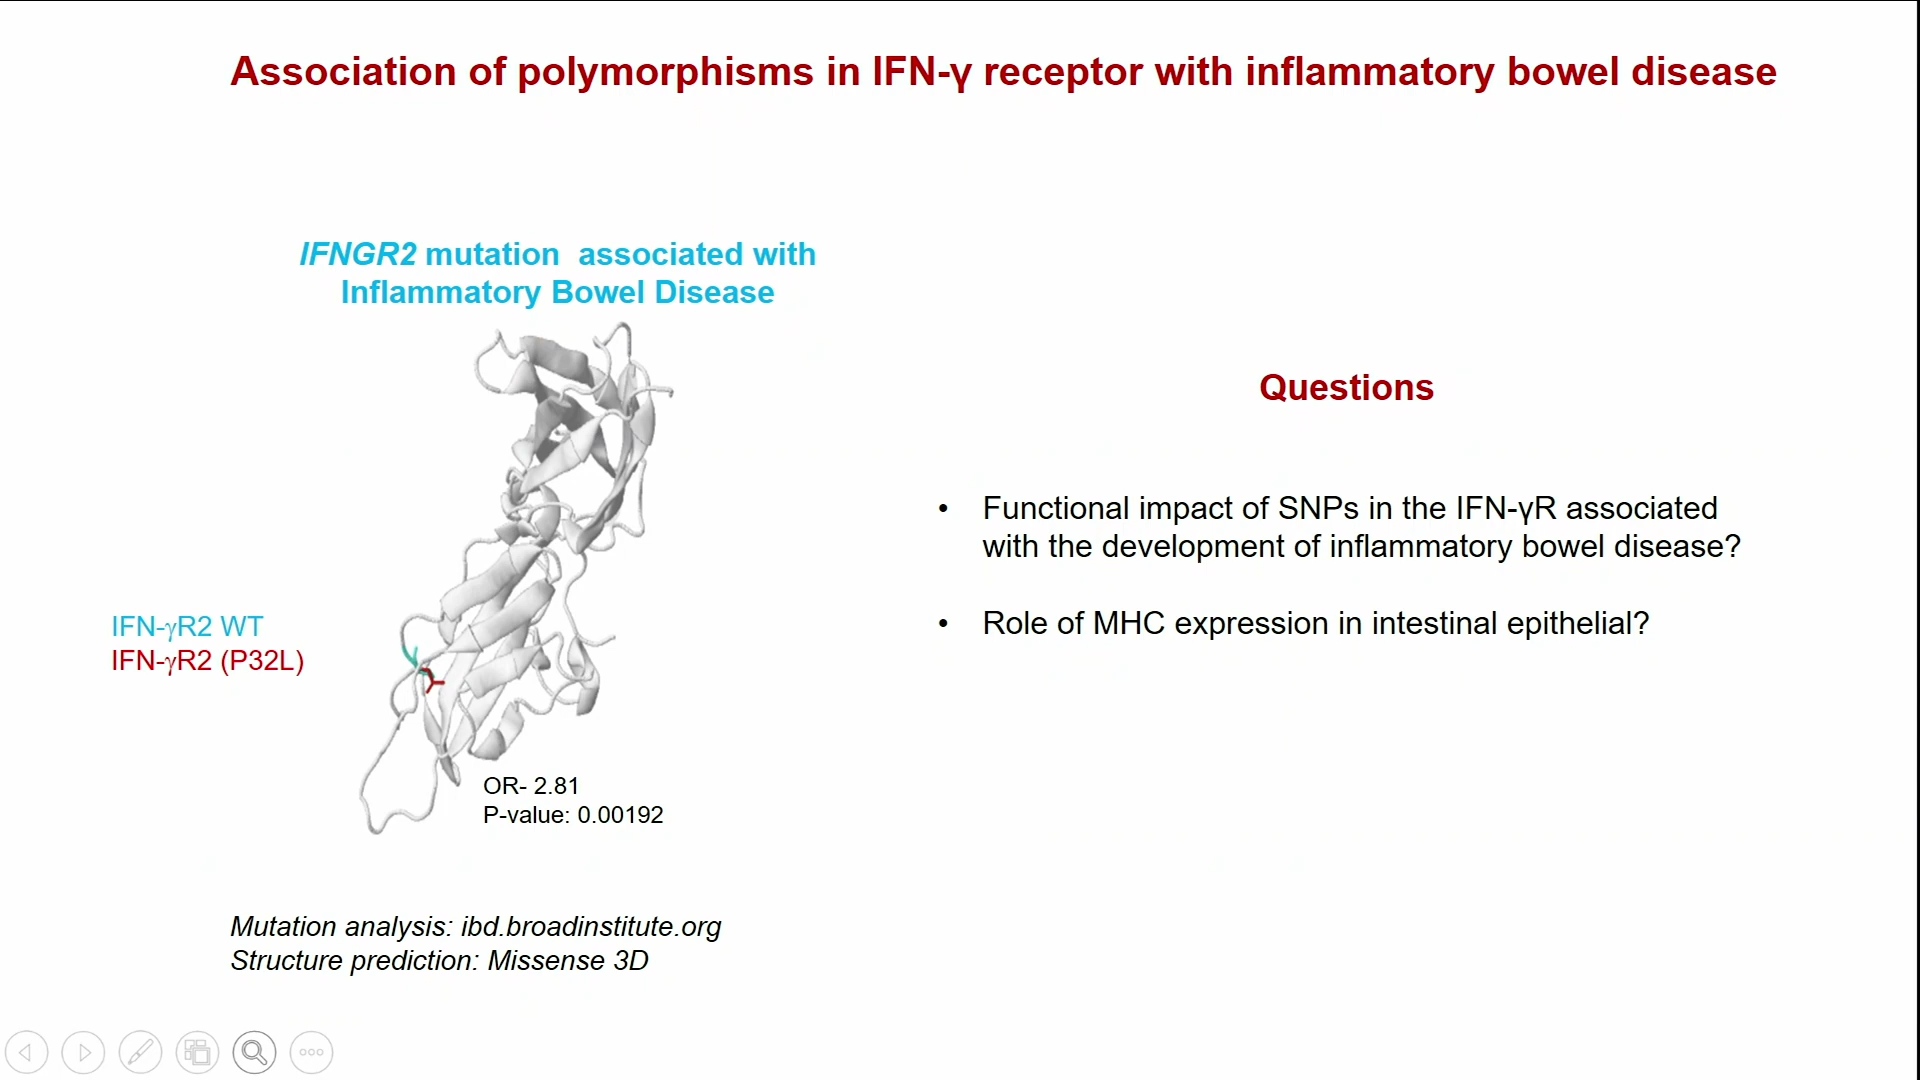 Association of polymorphisms in IFN-γ receptor with inflammatory bowel disease
IFNGR2 mutation  associated with
Inflammatory Bowel Disease
IFN-γR2 WT
IFN-γR2 (P32L)
OR- 2.81
P-value: 0.00192
Mutation analysis: ibd.broadinstitute.org
Structure prediction: Missense 3D
Questions
• Functional impact of SNPs in the IFN-γR associated
with the development of inflammatory bowel disease?
• Role of MHC expression in intestinal epithelial?